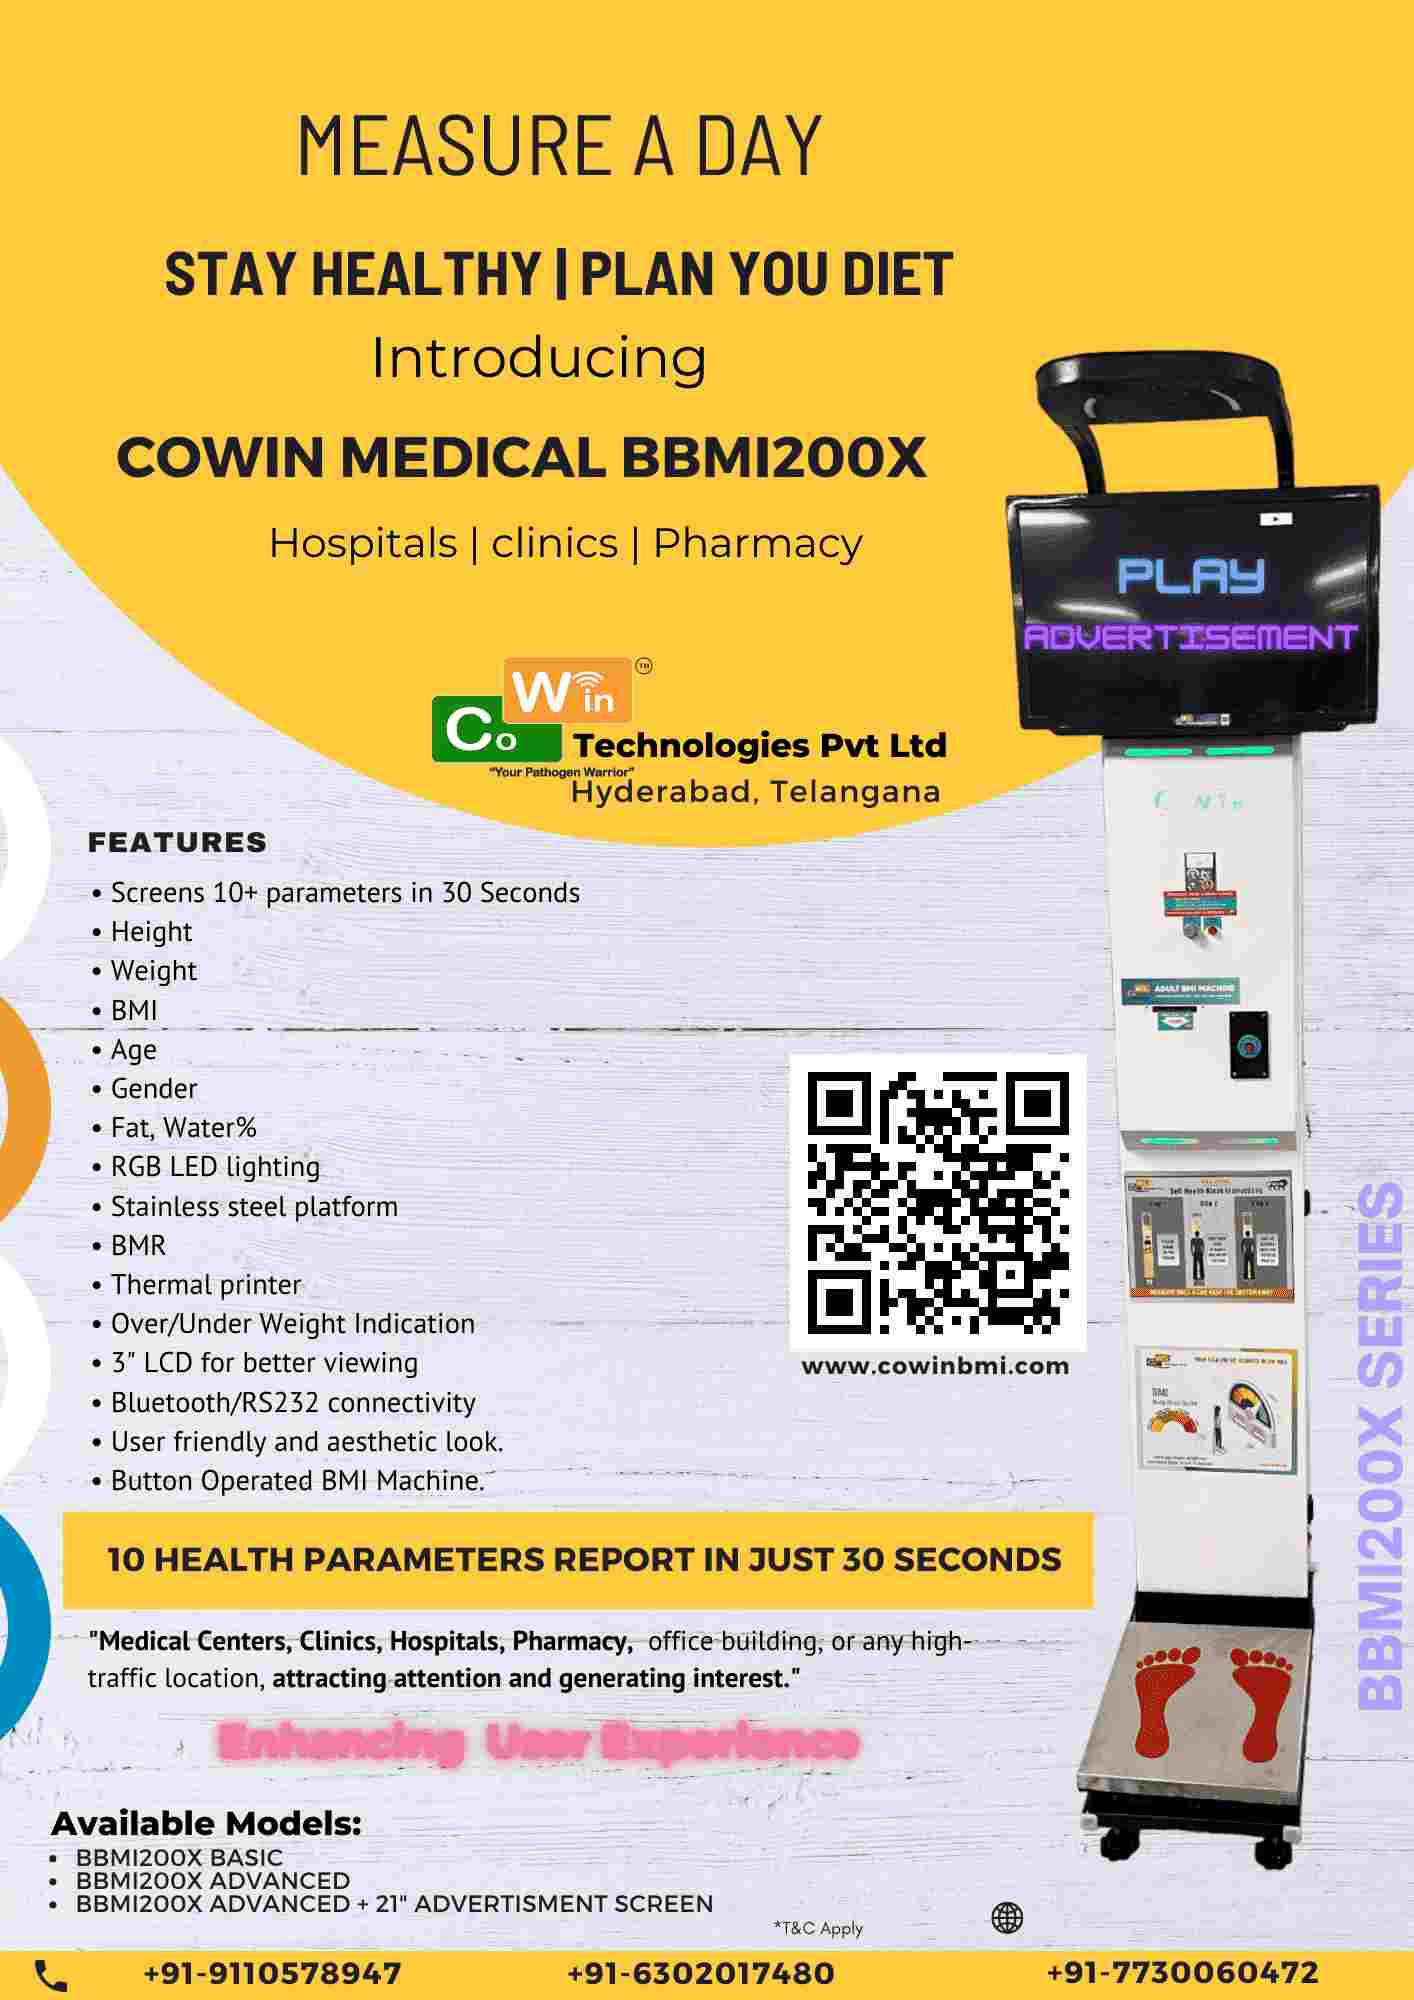 MEASURE A DAY
STAY HEALTHY | PLAN YOU DIET
Introducing
COWIN MEDICAL BBMI200X
Hospitals | clinics | Pharmacy
PLAY
ADVERTISEMENT
Co Win TM
Technologies Pvt Ltd
"Your Pathogen Warrior"
Hyderabad, Telangana
FEATURES
• Screens 10+ parameters in 30 Seconds
• Height
• Weight
• BMI
• Age
• Gender
• Fat, Water%
• RGB LED lighting
• Stainless steel platform
• BMR
• Thermal printer
• Over/Under Weight Indication
• 3" LCD for better viewing
• Bluetooth/RS232 connectivity
• User friendly and aesthetic look.
• Button Operated BMI Machine.
ADULT BMI MACHINE
Self Health Kiosk Instructions
www.cowinbmi.com
BBMI200X SERIES
10 HEALTH PARAMETERS REPORT IN JUST 30 SECONDS
"Medical Centers, Clinics, Hospitals, Pharmacy, office building, or any high-
traffic location, attracting attention and generating interest."
Enhancing User Experience
Available Models:
• BBMI200X BASIC
• BBMI200X ADVANCED
• BBMI200X ADVANCED + 21" ADVERTISMENT SCREEN
*T&C Apply
+91-9110578947 +91-6302017480 +91-7730060472